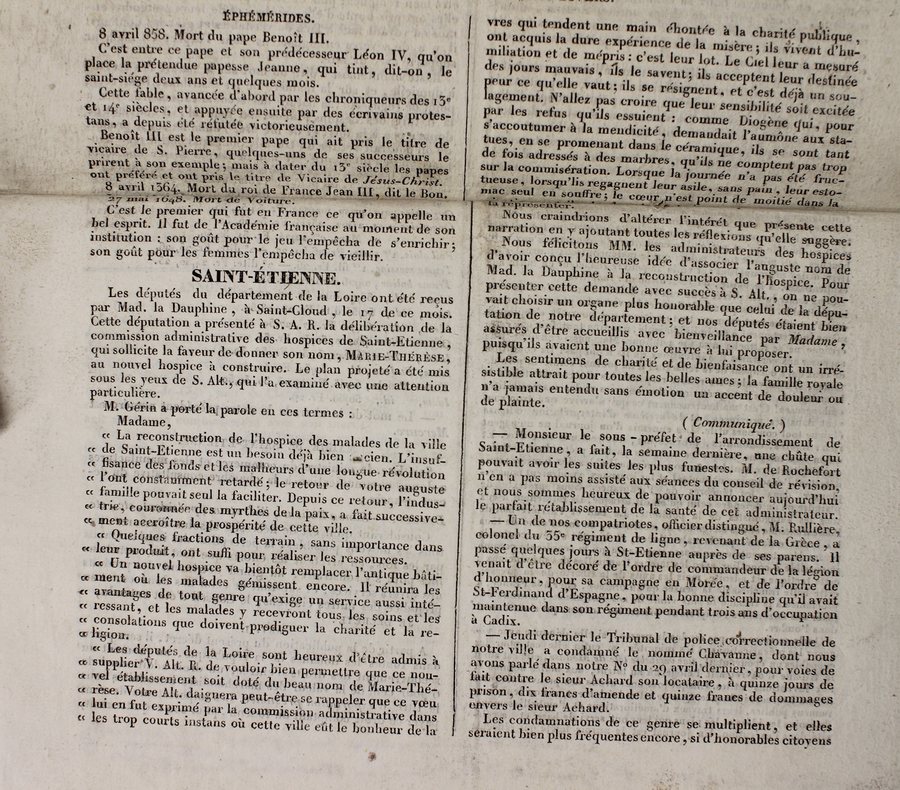 ÉPHÉMÉRIDES.
8 avril 858. Mort du pape Benoît III.
C'est entre ce pape et son prédécesseur Léon IV, qu'on
place la prétendue papesse Jeanne, qui tint, dit-on, le
saint-siége deux ans et quelques mois.
Cette fable, avancée d'abord par les chroniqueurs des 13e
et 14e siècles, et appuyée ensuite par des écrivains protes-
tans, a depuis été réfutée victorieusement.
Benoît III est le premier pape qui ait pris le titre de
vicaire de S. Pierre, quelques-uns de ses successeurs le
prirent à son exemple; mais à dater du 13e siècle les papes
ont préféré et ont pris le titre de Vicaire de Jésus-Christ.
8 avril 1364. Mort du roi de France Jean III, dit le Bon.
27 mai 1648. Mort de Voiture.
C'est le premier qui fut en France ce qu'on appelle un
bel esprit. Il fut de l'Académie française au moment de son
institution : son goût pour le jeu l'empêcha de s'enrichir;
son goût pour les femmes l'empêcha de vieillir.
SAINT-ÉTIENNE.
Les députés du département de la Loire ont été reçus
par Mad. la Dauphine, à Saint-Cloud, le 17 de ce mois.
Cette députation a présenté à S. A. R. la délibération de la
commission administrative des hospices de Saint-Etienne,
qui sollicite la faveur de donner son nom, MARIE-THÉRÈSE,
au nouvel hospice à construire. Le plan projeté a été mis
sous les yeux de S. Alt., qui l'a examiné avec une attention
particulière.
M. Gérin a porté la parole en ces termes :
Madame,
« La reconstruction de l'hospice des malades de la ville
« de Saint-Etienne est un besoin déjà bien ancien. L'insuf-
« fisance des fonds et les malheurs d'une longue révolution
« l'ont constamment retardé; le retour de votre auguste
« famille pouvait seul la faciliter. Depuis ce retour, l'indus-
« trie, couronnée des myrthes de la paix, a fait successive-
« ment accroître la prospérité de cette ville.
« Quelques fractions de terrain, sans importance dans
« leur produit, ont suffi pour réaliser les ressources.
« Un nouvel hospice va bientôt remplacer l'antique bâti-
« ment où les malades gémissent encore. Il réunira les
« avantages de tout genre qu'exige un service aussi inté-
« ressant, et les malades y recevront tous les soins et les
« consolations que doivent prodiguer la charité et la re-
« ligion.
« Les députés de la Loire sont heureux d'être admis à
« supplier V. Alt. R. de vouloir bien permettre que ce nou-
« vel établissement soit doté du beau nom de Marie-Thé-
« rèse. Votre Alt. daignera peut-être se rappeler que ce vœu
« lui en fut exprimé par la commission administrative dans
« les trop courts instans où cette ville eût le bonheur de la
vres qui tendent une main éhontée à la charité publique,
ont acquis la dure expérience de la misère; ils vivent d'hu-
miliation et de mépris: c'est leur lot. Le Ciel leur a mesuré
des jours mauvais, ils le savent; ils acceptent leur destinée
pour ce qu'elle vaut; ils se résignent, et c'est déjà un sou-
lagement. N'allez pas croire que leur sensibilité soit excitée
par les refus qu'ils essuient : comme Diogène qui, pour
s'accoutumer à la mendicité, demandait l'aumône aux sta-
tues, en se promenant dans le céramique, ils se sont tant
de fois adressés à des marbres, qu'ils ne comptent pas trop
sur la commisération. Lorsque la journée n'a pas été fruc-
tueuse, lorsqu'ils regagnent leur asile, sans pain, leur esto-
mac seul en souffre; le cœur n'est point de moitié dans la
la représenter.
Nous craindrions d'altérer l'intérêt que présente cette
narration en y ajoutant toutes les réflexions qu'elle suggère.
Nous félicitons MM. les administrateurs des hospices
d'avoir conçu l'heureuse idée d'associer l'auguste nom de
Mad. la Dauphine à la reconstruction de l'hospice. Pour
présenter cette demande avec succès à S. Alt., on ne pou-
vait choisir un organe plus honorable que celui de la dépu-
tation de notre département; et nos députés étaient bien
assurés d'être accueillis avec bienveillance par Madame,
puisqu'ils avaient une bonne œuvre à lui proposer.
Les sentimens de charité et de bienfaisance ont un irré-
sistible attrait pour toutes les belles ames; la famille royale
n'a jamais entendu sans émotion un accent de douleur ou
de plainte.
( Communiqué. )
— Monsieur le sous-préfet de l'arrondissement de
Saint-Etienne, a fait, la semaine dernière, une chûte qui
pouvait avoir les suites les plus funestes. M. de Rochefort
n'en a pas moins assisté aux séances du conseil de révision,
et nous sommes heureux de pouvoir annoncer aujourd'hui
le parfait rétablissement de la santé de cet administrateur.
— Un de nos compatriotes, officier distingué, M. Rullière,
colonel du 35e régiment de ligne, revenant de la Grèce, a
passé quelques jours à St-Etienne auprès de ses parens. Il
venait d'être décoré de l'ordre de commandeur de la légion
d'honneur, pour sa campagne en Morée, et de l'ordre de
St-Ferdinand d'Espagne, pour la bonne discipline qu'il avait
maintenue dans son régiment pendant trois ans d'occupation
à Cadix.
— Jeudi dernier le Tribunal de police correctionnelle de
notre ville a condamné le nommé Chavanne, dont nous
avons parlé dans notre No du 29 avril dernier, pour voies de
fait contre le sieur Achard son locataire, à quinze jours de
prison, dix francs d'amende et quinze francs de dommages
envers le sieur Achard.
Les condamnations de ce genre se multiplient, et elles
seraient bien plus fréquentes encore, si d'honorables citoyens